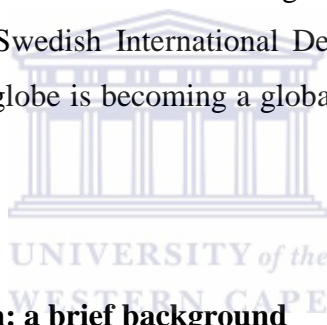 Swedish International De
globe is becoming a globa
UNIVERSITY of the
n: a brief background
WESTERN CAPE